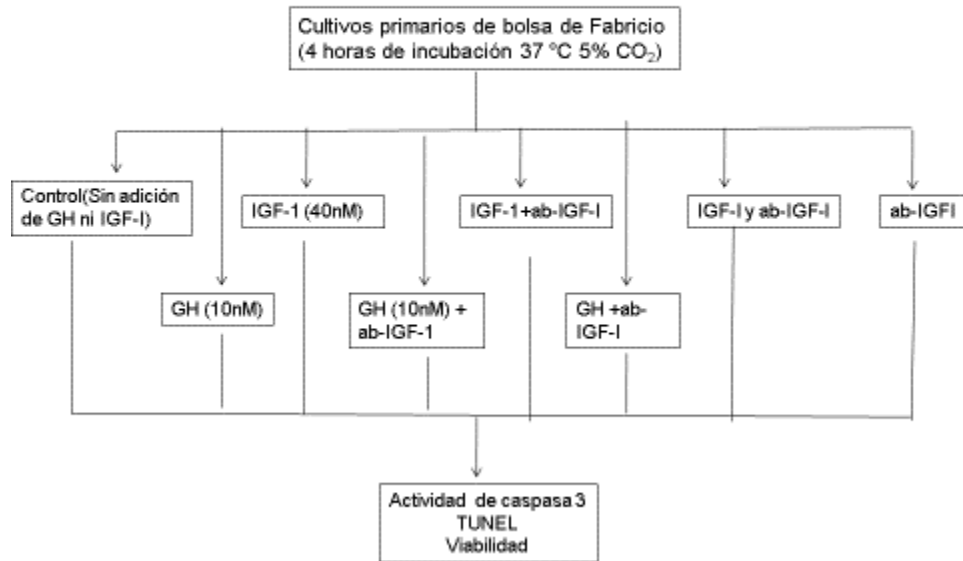 Cultivos primarios de bolsa de Fabricio
(4 horas de incubación 37 ºC 5% CO₂)
Control(Sin adición
de GH ni IGF-I)
IGF-1 (40nM)
IGF-1+ab-IGF-I
IGF-I y ab-IGF-I
ab-IGFI
GH (10nM)
GH (10nM) +
ab-IGF-1
GH +ab-
IGF-I
Actividad de caspasa 3
TUNEL
Viabilidad